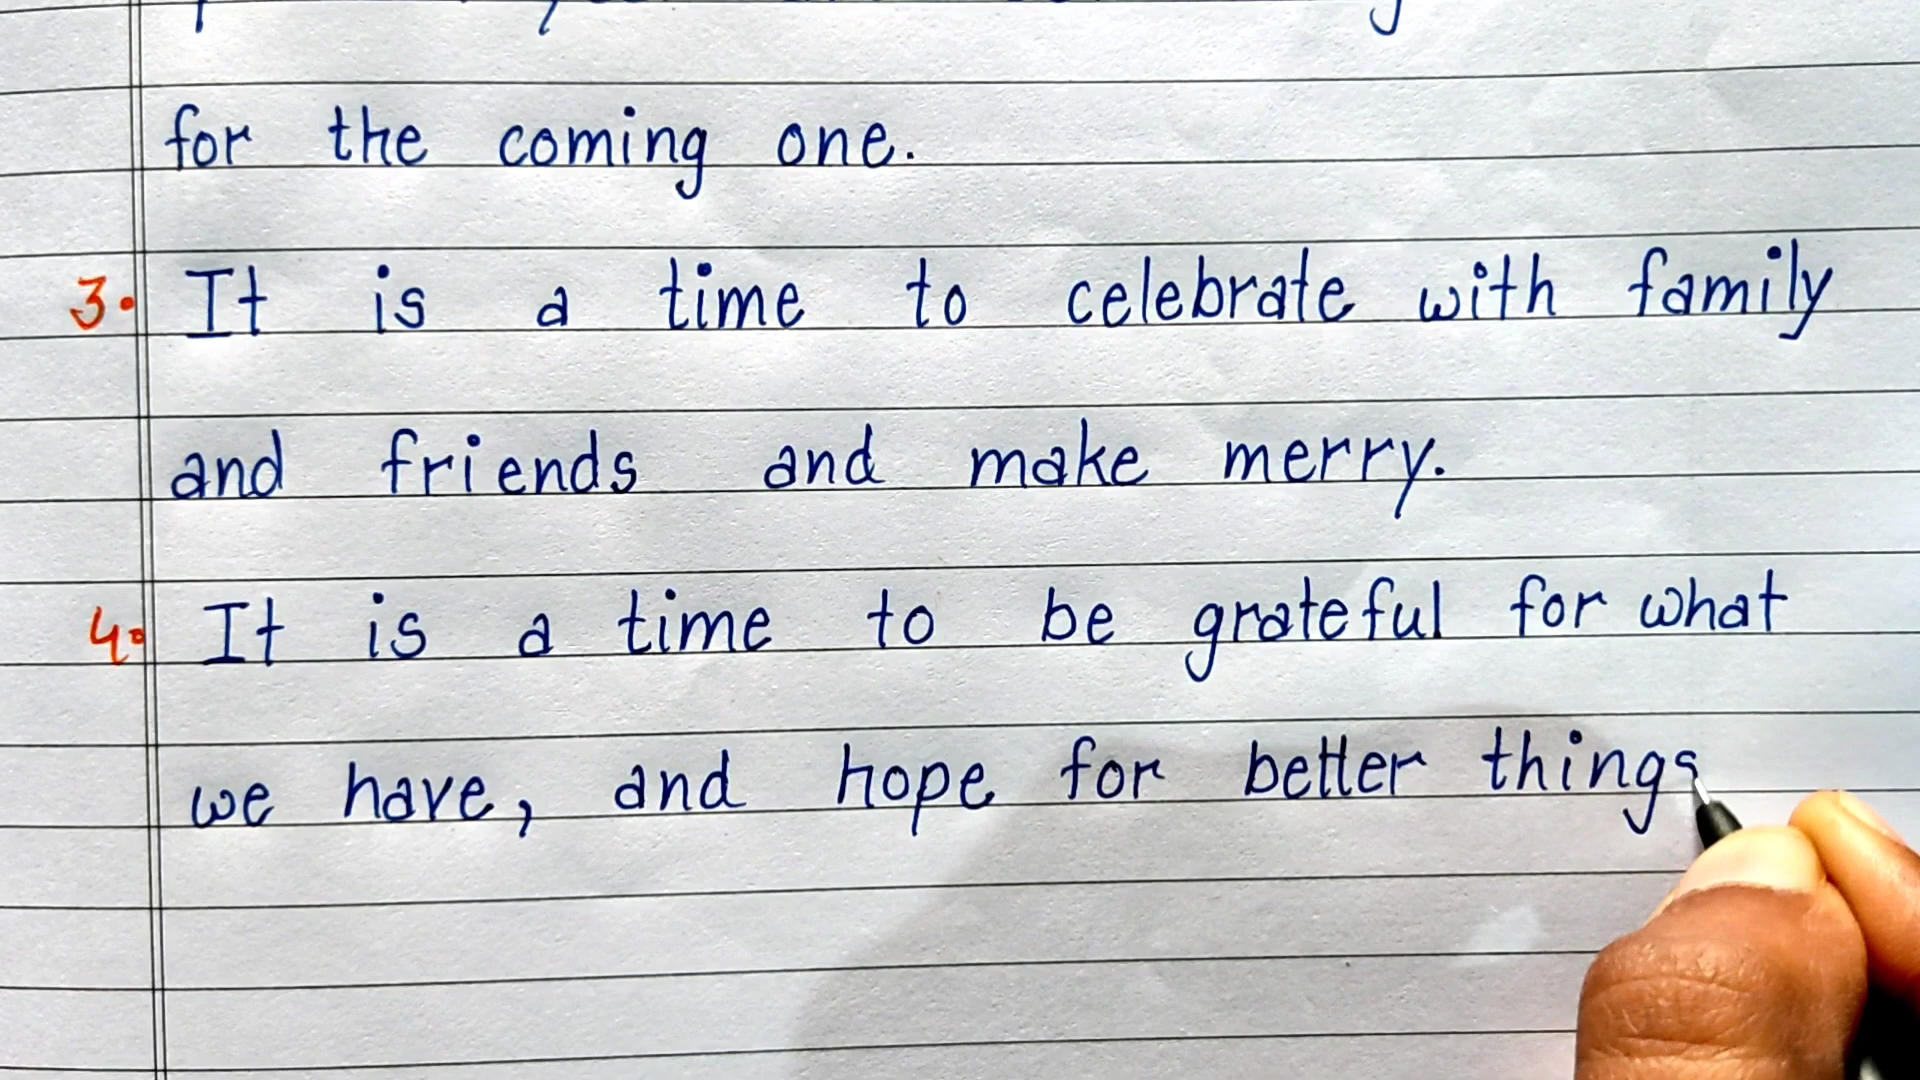 for the coming one.
3. It is a time to celebrate with family
and friends and make merry.
4. It is a time to be grateful for what
we have, and hope for better things